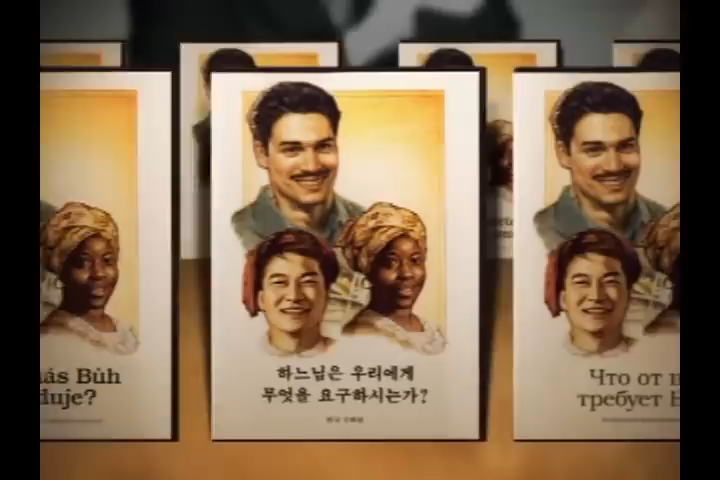 ás Bůh
duje?
하느님은 우리에게
무엇을 요구하시는가?
Что от
требует